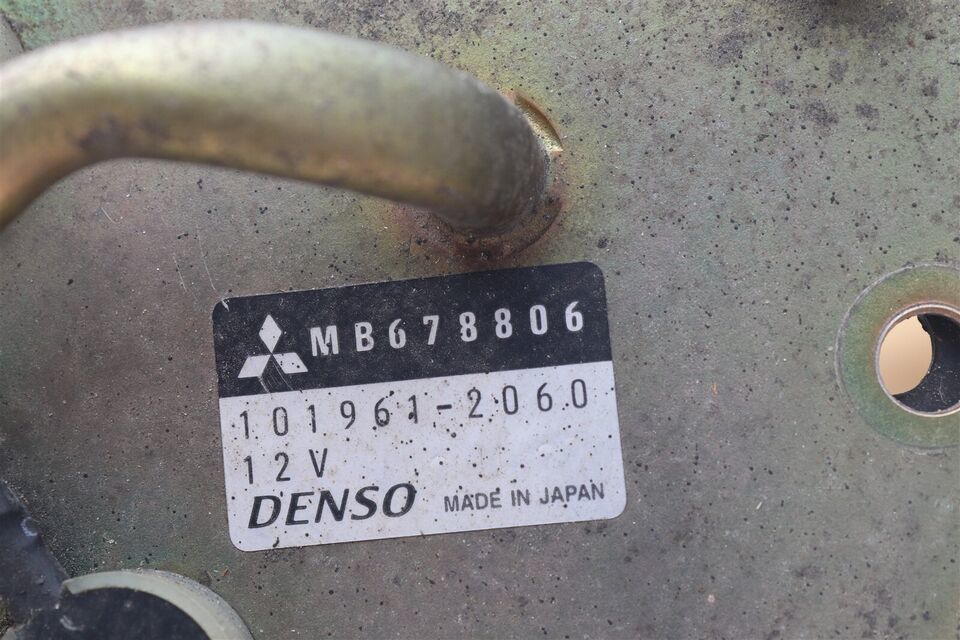 MB678806
101961-2060
12V
DENSO MADE IN JAPAN